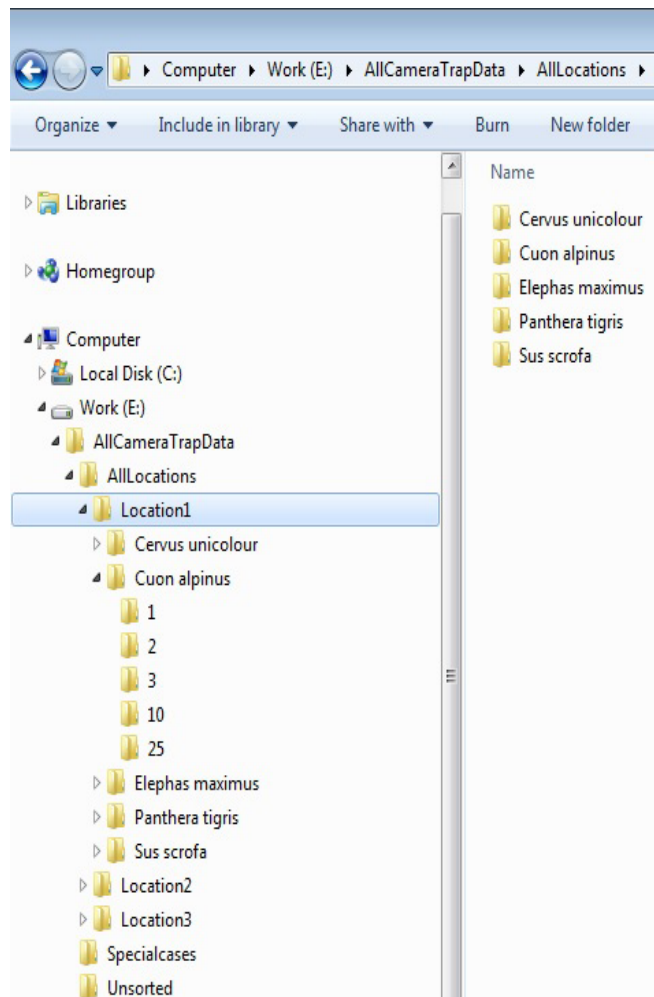 Computer Work (E:) AllCameraTrapData AllLocations
Organize Include in library Share with Burn New folder
Libraries
Homegroup
Computer
Local Disk (C:)
Work (E:)
AllCameraTrapData
AllLocations
Location1
Cervus unicolour
Cuon alpinus
1
2
3
10
25
Elephas maximus
Panthera tigris
Sus scrofa
Location2
Location3
Specialcases
Unsorted
Name
Cervus unicolour
Cuon alpinus
Elephas maximus
Panthera tigris
Sus scrofa